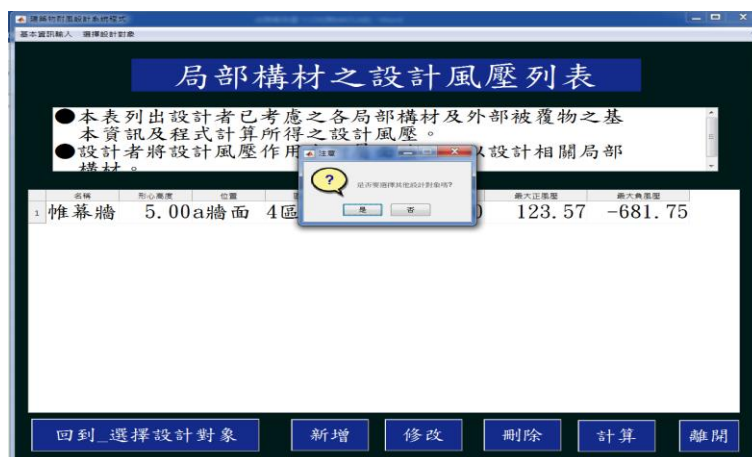 建築物耐風設計系統程式
基本資訊輸入 選擇設計對象
局部構材之設計風壓列表
●本表列出設計者已考慮之各局部構材及外部被覆物之基
本資訊及程式計算所得之設計風壓。
●設計者將設計風壓作用
以設計相關局部
構材。
注意
是否要選擇其他設計對象嗎?
是 否
名稱 形心高度 位置 最大正風壓 最大負風壓
1 帷幕牆 5.00 a牆面 4區 123.57 -681.75
回到_選擇設計對象 新增 修改 刪除 計算 離開